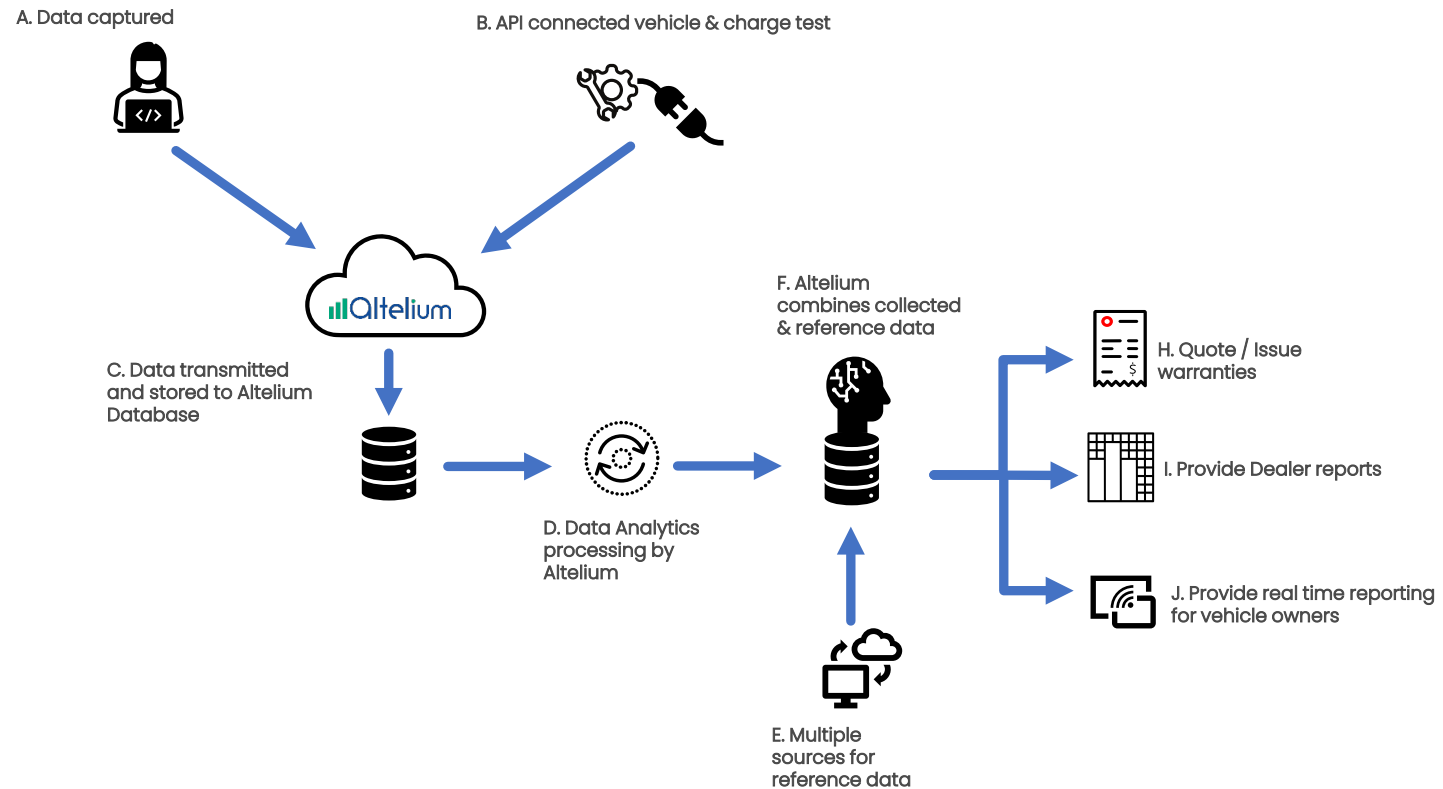 A. Data captured
B. API connected vehicle & charge test
</>
altelium
C. Data transmitted
and stored to Altelium
Database
D. Data Analytics
processing by
Altelium
F. Altelium
combines collected
& reference data
$
E. Multiple
sources for
reference data
H. Quote / Issue
warranties
I. Provide Dealer reports
J. Provide real time reporting
for vehicle owners